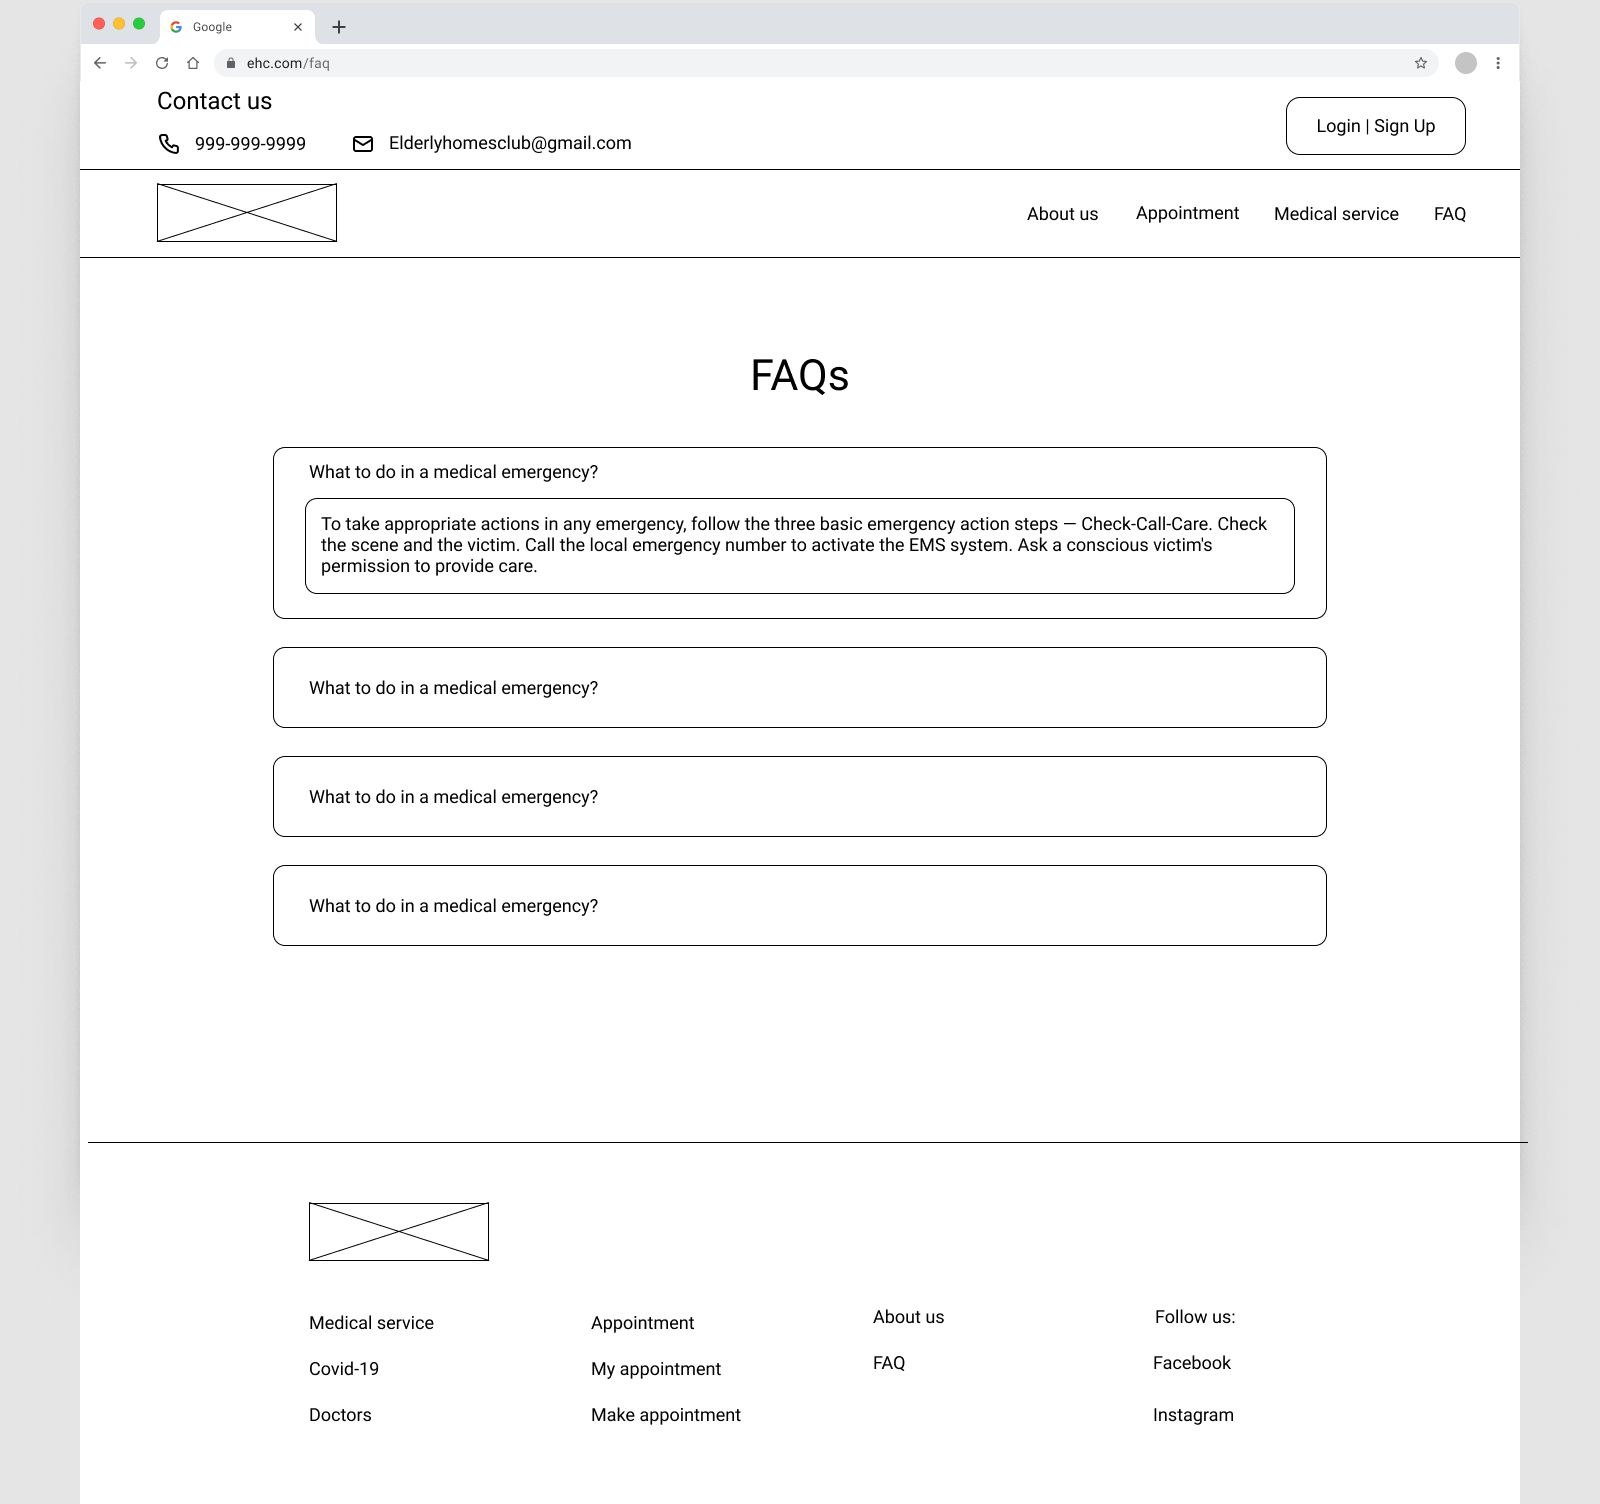 Google
ehc.com/faq
Contact us
999-999-9999
Elderlyhomesclub@gmail.com
Login | Sign Up
About us
Appointment
Medical service
FAQ
FAQs
What to do in a medical emergency?
To take appropriate actions in any emergency, follow the three basic emergency action steps — Check-Call-Care. Check
the scene and the victim. Call the local emergency number to activate the EMS system. Ask a conscious victim's
permission to provide care.
What to do in a medical emergency?
What to do in a medical emergency?
What to do in a medical emergency?
Medical service
Covid-19
Doctors
Appointment
My appointment
Make appointment
About us
FAQ
Follow us:
Facebook
Instagram